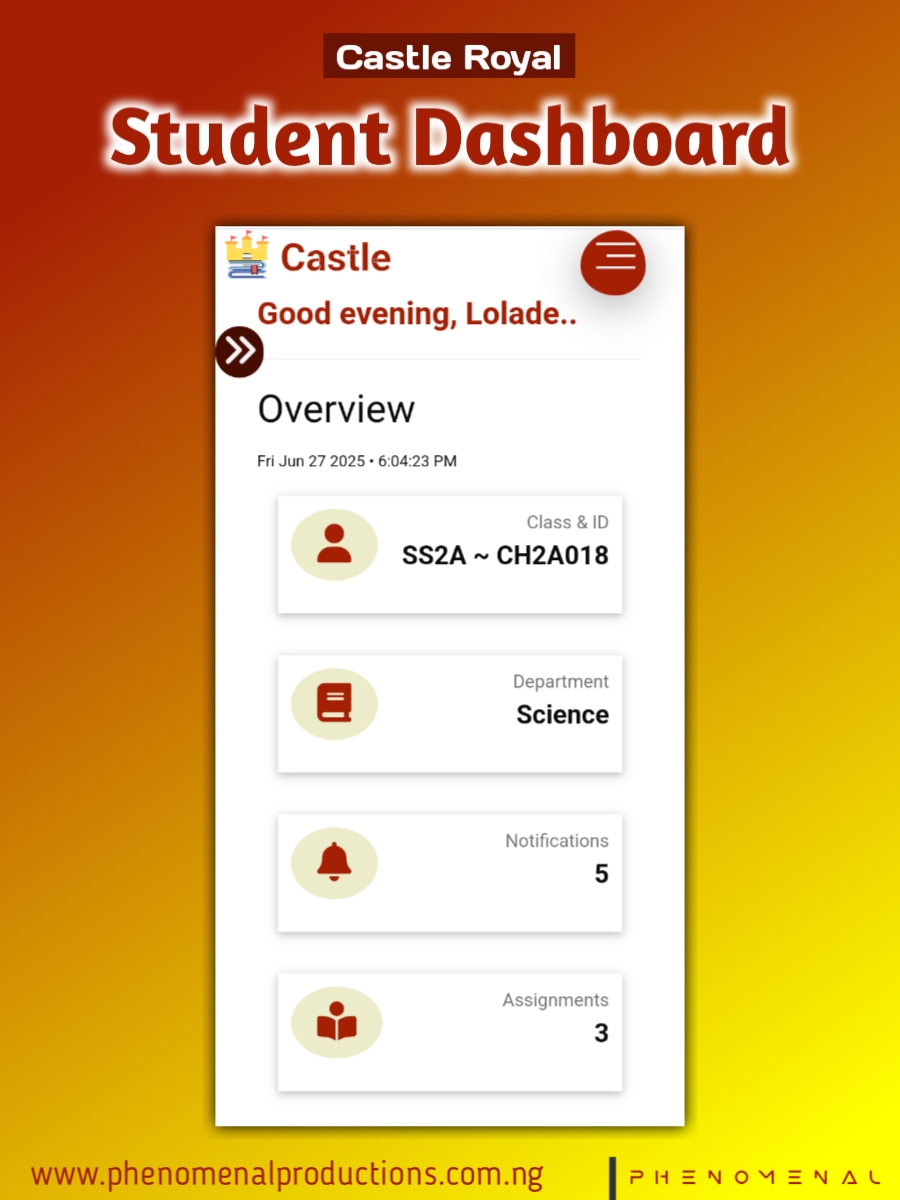 Castle Royal
Student Dashboard
Castle
Good evening, Lolade..
Overview
Fri Jun 27 2025 • 6:04:23 PM
Class & ID
SS2A ~ CH2A018
Department
Science
Notifications
5
Assignments
3
www.phenomenalproductions.com.ng
PHENOMENAL